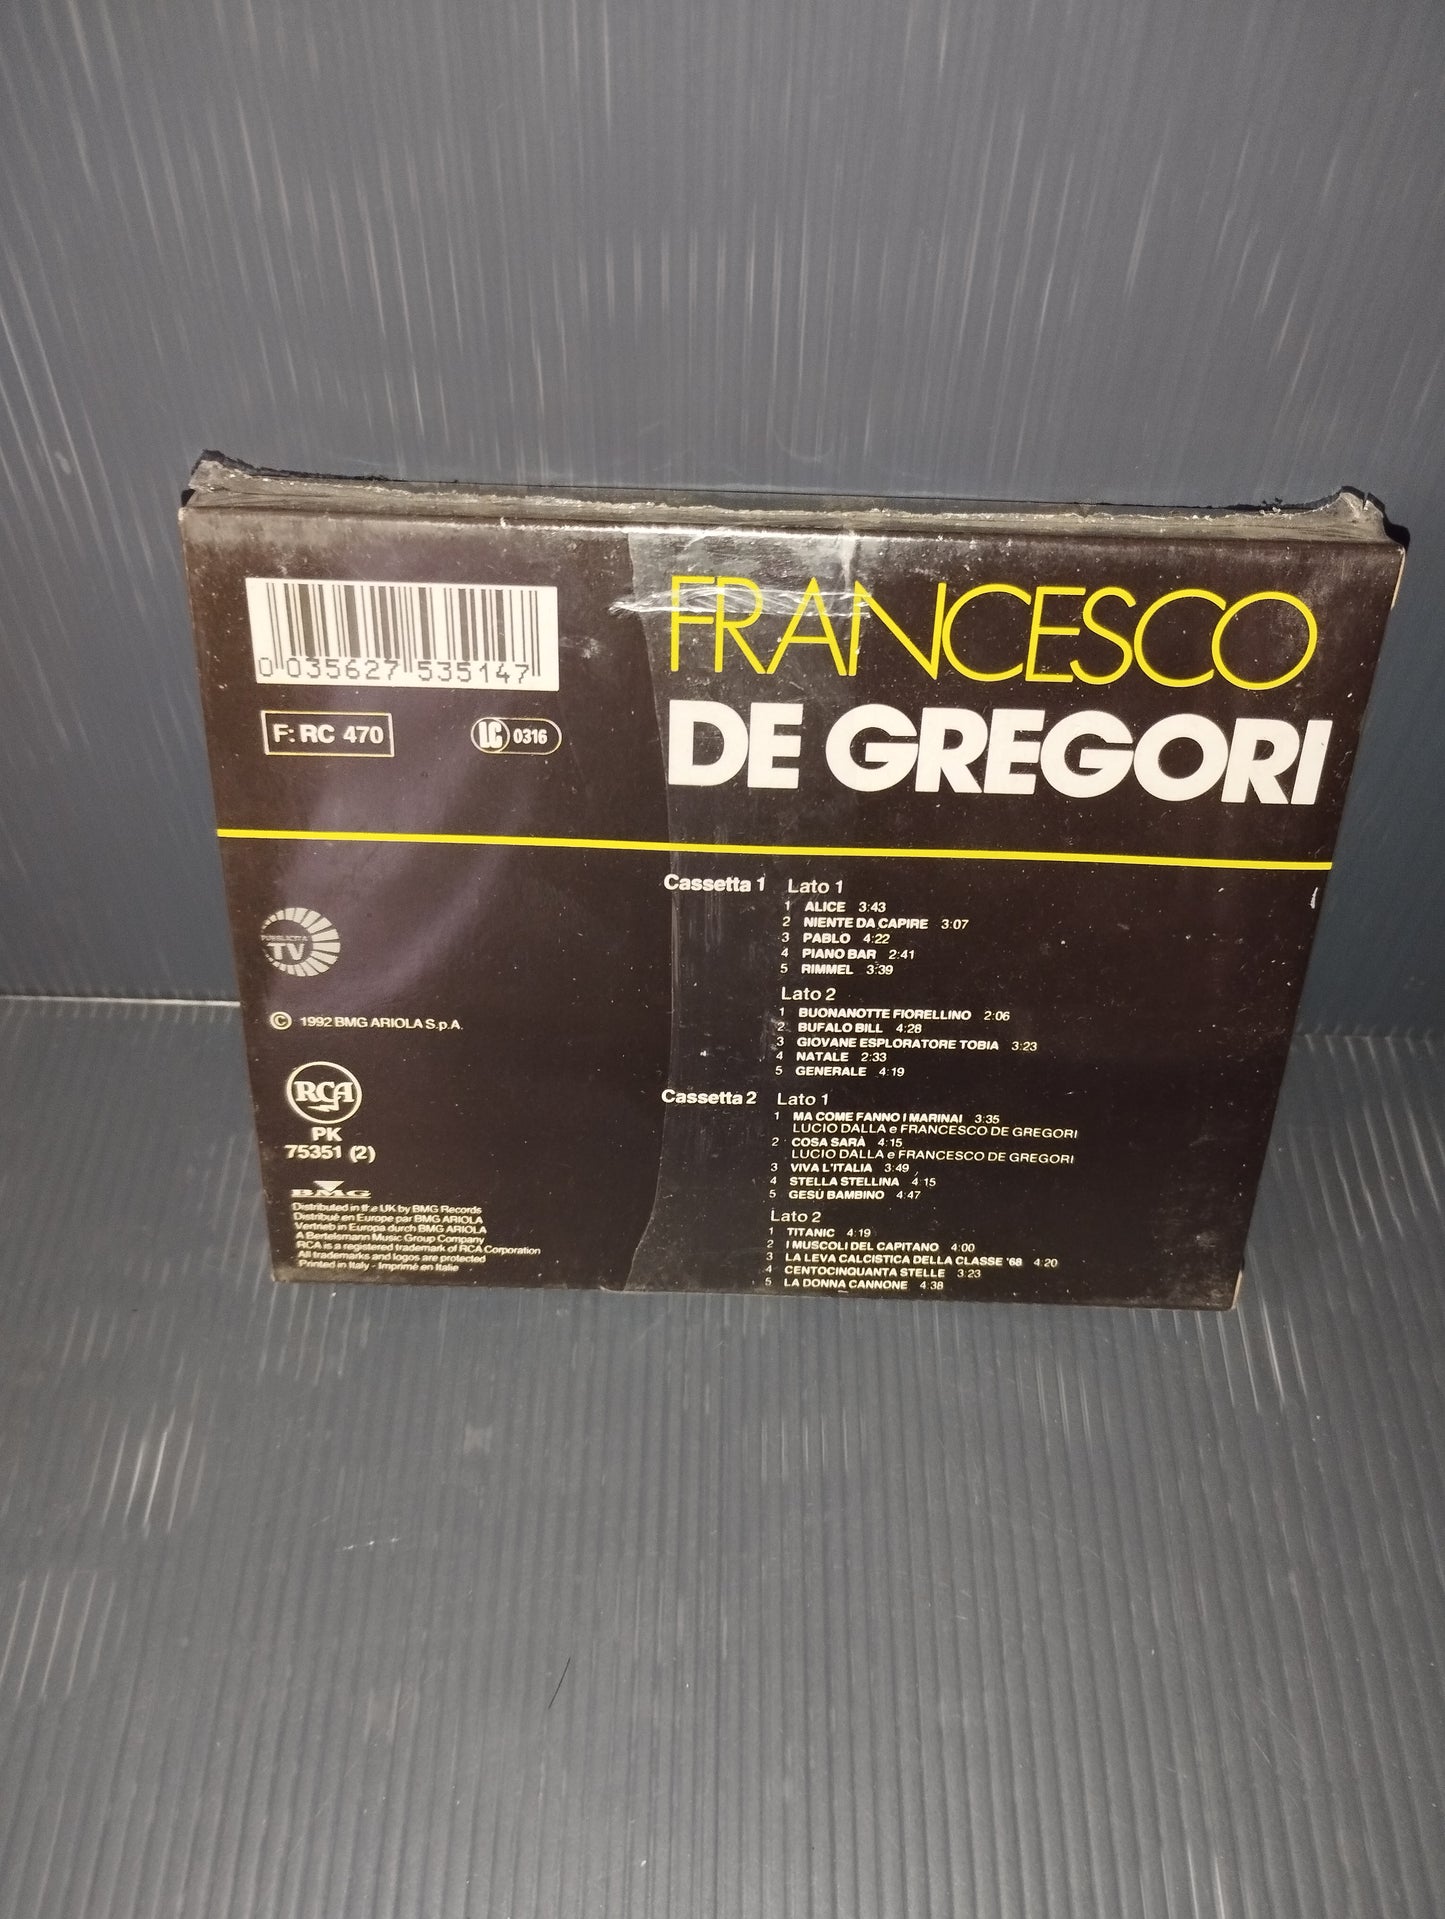 0 035627 535147
F: RC 470
LC 0316
FRANCESCO
DE GREGORI
PUBBLICITÀ
TV
© 1992 BMG ARIOLA S.p.A.
RCA
PK
75351 (2)
BMG
Distributed in the UK by BMG Records
Distribué en Europe par BMG ARIOLA
Vertrieb in Europa durch BMG ARIOLA
A Bertelsmann Music Group Company
RCA is a registered trademark of RCA Corporation
All trademarks and logos are protected
Printed in Italy - Imprimé en Italie
Cassetta 1 Lato 1
1 ALICE 3:43
2 NIENTE DA CAPIRE 3:07
3 PABLO 4:22
4 PIANO BAR 2:41
5 RIMMEL 3:39
Lato 2
1 BUONANOTTE FIORELLINO 2:06
2 BUFALO BILL 4:28
3 GIOVANE ESPLORATORE TOBIA 3:23
4 NATALE 2:33
5 GENERALE 4:19
Cassetta 2 Lato 1
1 MA COME FANNO I MARINAI 3:35
LUCIO DALLA e FRANCESCO DE GREGORI
2 COSA SARÀ 4:15
LUCIO DALLA e FRANCESCO DE GREGORI
3 VIVA L'ITALIA 3:49
4 STELLA STELLINA 4:15
5 GESÙ BAMBINO 4:47
Lato 2
1 TITANIC 4:19
2 I MUSCOLI DEL CAPITANO 4:00
3 LA LEVA CALCISTICA DELLA CLASSE '68 4:20
4 CENTOCINQUANTA STELLE 3:23
5 LA DONNA CANNONE 4:38